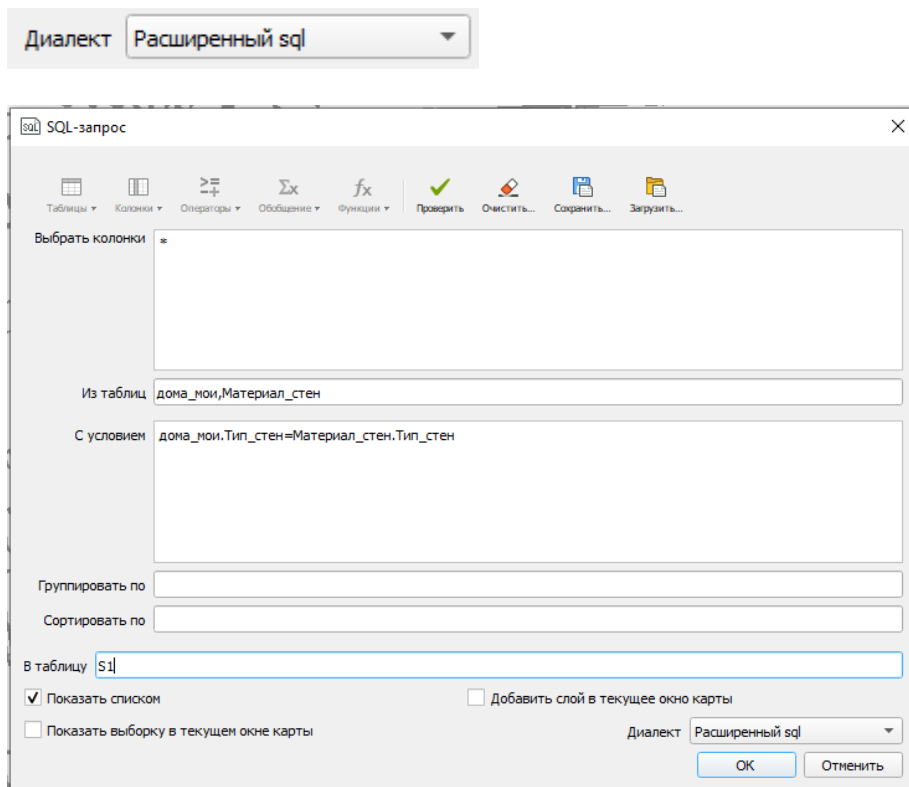 Диалект Расширенный sql
SQL-запрос
Таблицы Колонки Операторы Обобщение Функции Проверить Очистить... Сохранить... Загрузить...
Выбрать колонки *
Из таблиц дома_мои,Материал_стен
С условием дома_мои.Тип_стен=Материал_стен.Тип_стен
Группировать по
Сортировать по
В таблицу S1
Показать списком Добавить слой в текущее окно карты
Показать выборку в текущем окне карты Диалект Расширенный sql
ОК Отменить